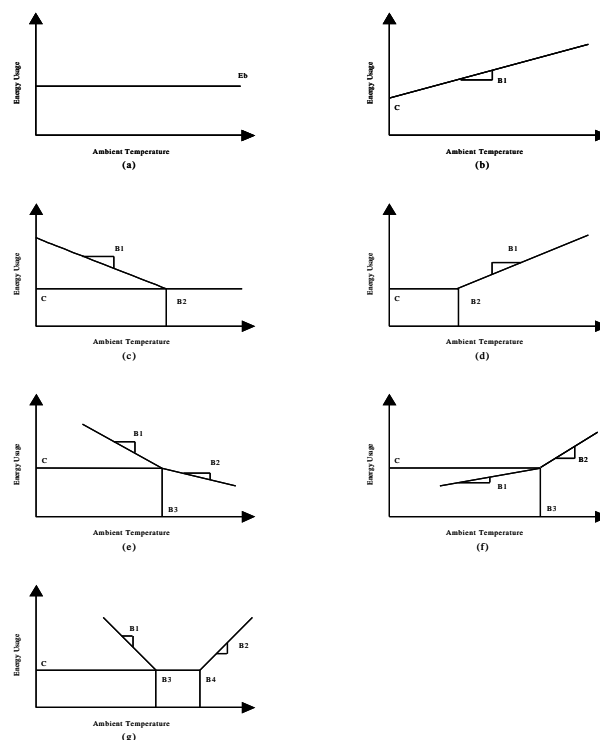 Energy Usage
Eb
Ambient Temperature
(a)
Energy Usage
C
B1
Ambient Temperature
(b)
Energy Usage
B1
C
B2
Ambient Temperature
(c)
Energy Usage
B1
C
B2
Ambient Temperature
(d)
Energy Usage
B1
C
B2
B3
Ambient Temperature
(e)
Energy Usage
C
B2
B1
B3
Ambient Temperature
(f)
Energy Usage
B1
B2
C
B3
B4
Ambient Temperature
(g)